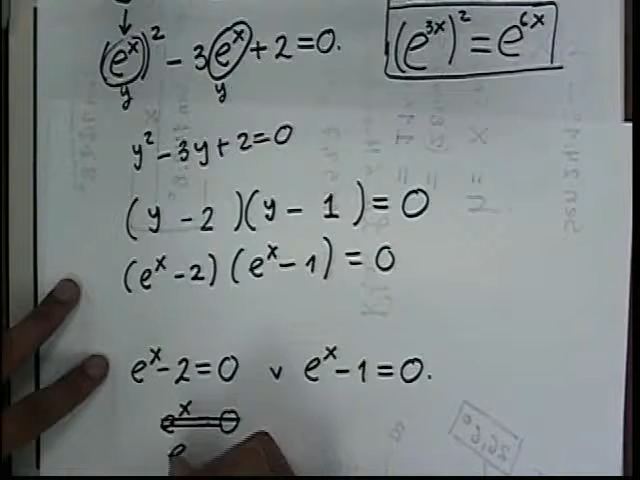 (e^x)^2 - 3e^x + 2 = 0.
y y
(e^{3x})^2 = e^{6x}
y^2 - 3y + 2 = 0
(y - 2)(y - 1) = 0
(e^x - 2)(e^x - 1) = 0
e^x - 2 = 0 v e^x - 1 = 0.
e